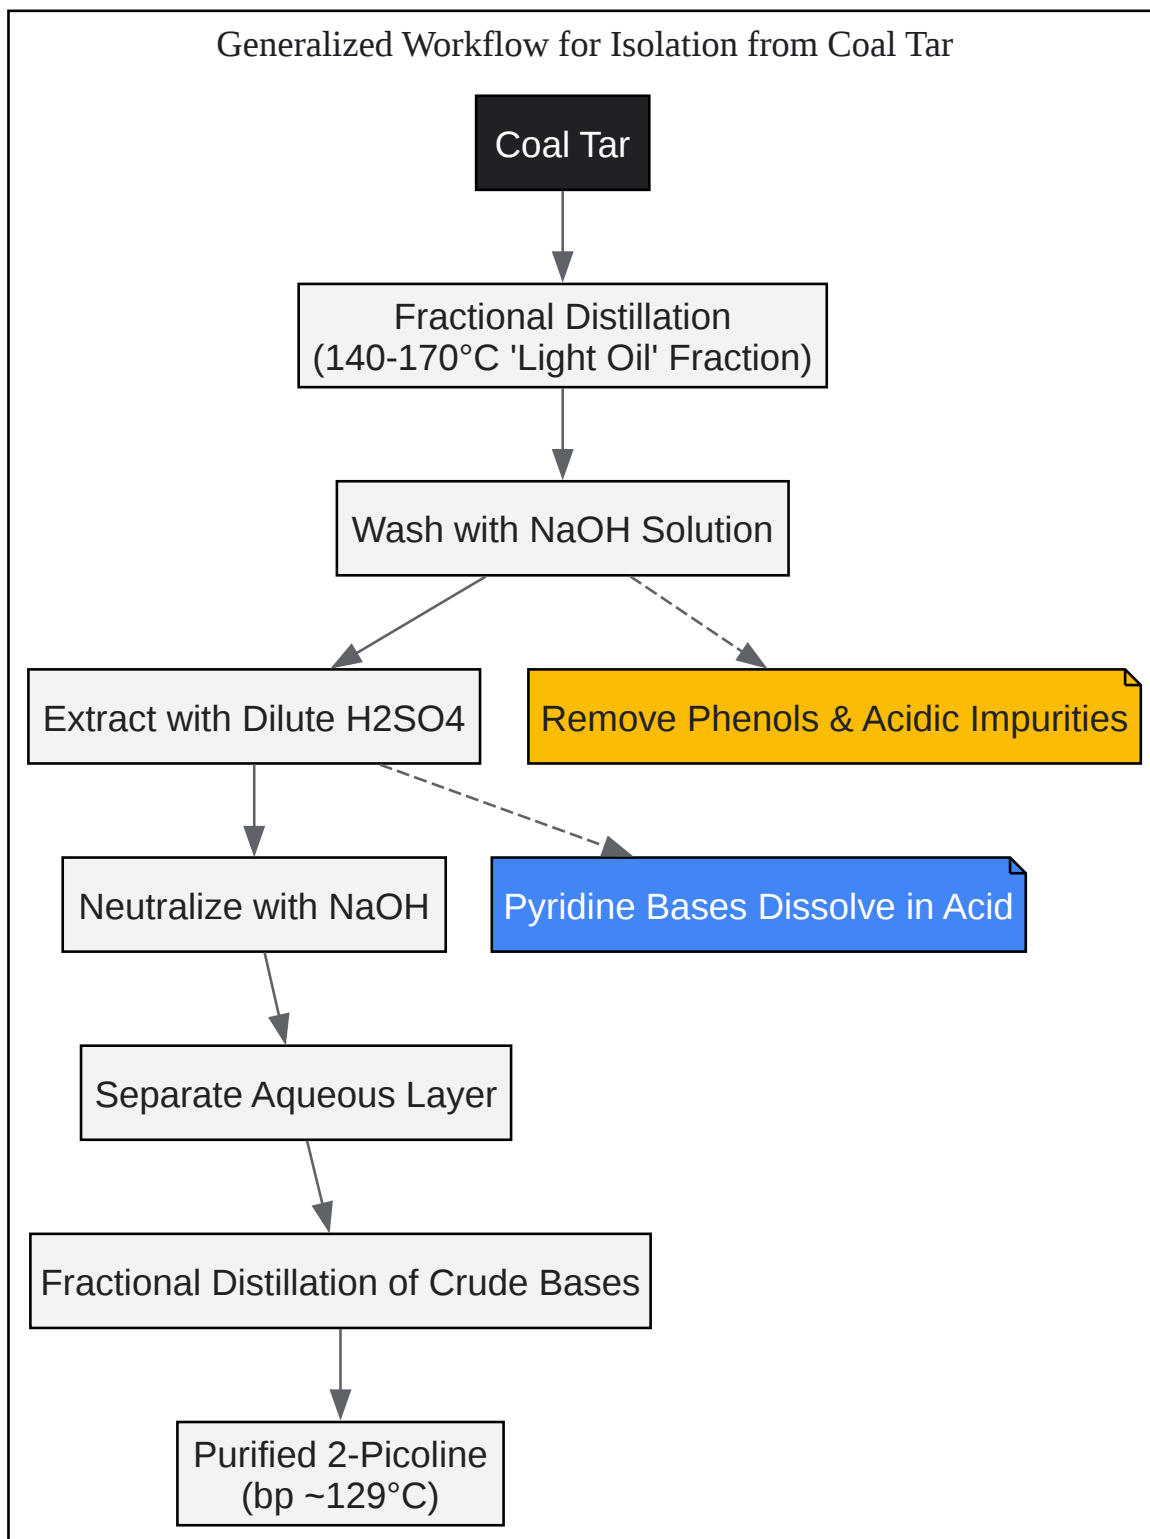 Generalized Workflow for Isolation from Coal Tar
Coal Tar
Fractional Distillation
(140-170°C 'Light Oil' Fraction)
Wash with NaOH Solution
Extract with Dilute H2SO4
Remove Phenols & Acidic Impurities
Neutralize with NaOH
Pyridine Bases Dissolve in Acid
Separate Aqueous Layer
Fractional Distillation of Crude Bases
Purified 2-Picoline
(bp ~129°C)